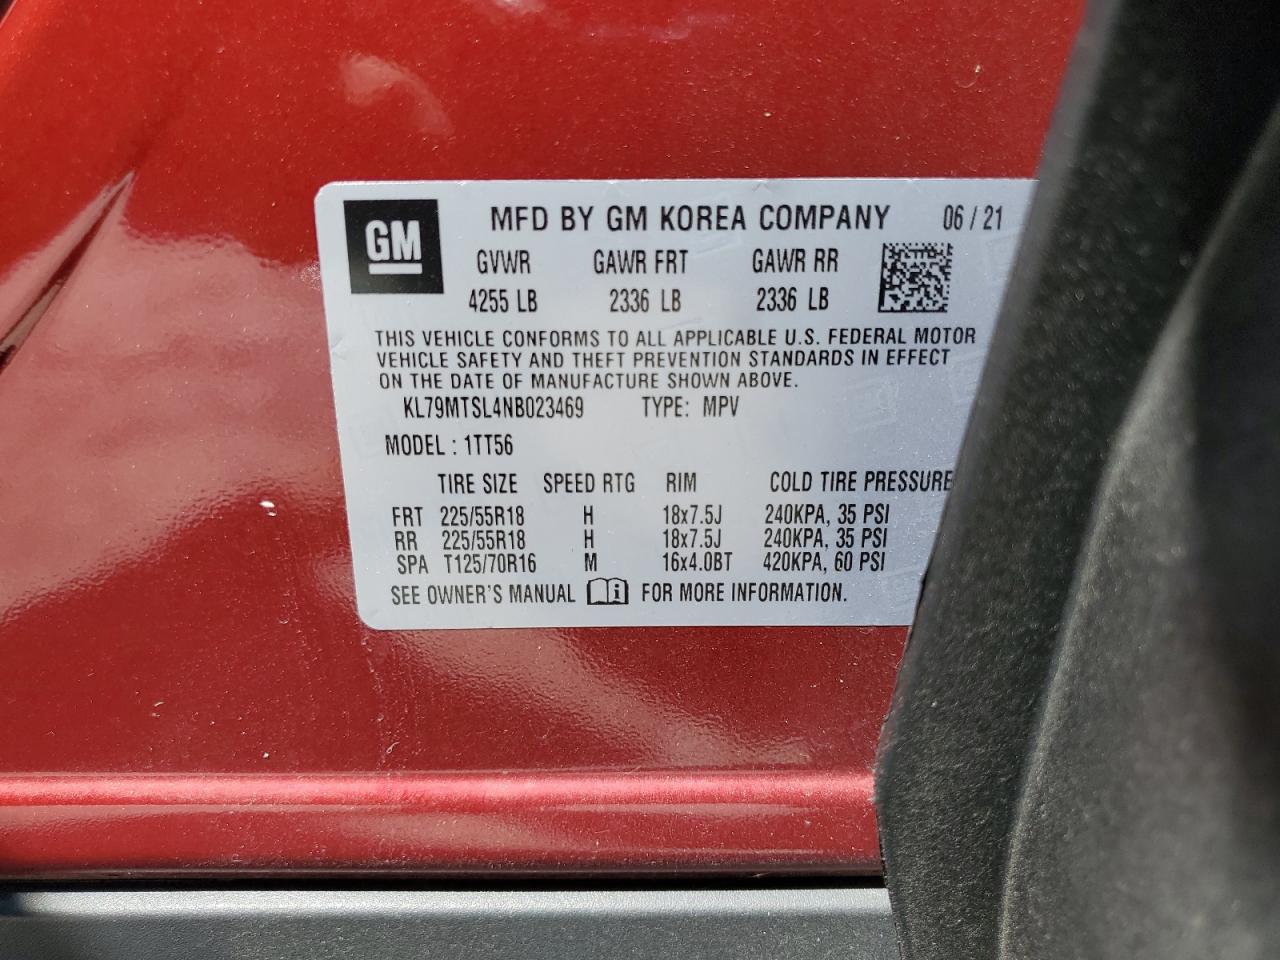 GM
MFD BY GM KOREA COMPANY 06 / 21
GVWR GAWR FRT GAWR RR
4255 LB 2336 LB 2336 LB
THIS VEHICLE CONFORMS TO ALL APPLICABLE U.S. FEDERAL MOTOR
VEHICLE SAFETY AND THEFT PREVENTION STANDARDS IN EFFECT
ON THE DATE OF MANUFACTURE SHOWN ABOVE.
KL79MTSL4NB023469 TYPE: MPV
MODEL : 1TT56
TIRE SIZE SPEED RTG RIM COLD TIRE PRESSURE
FRT 225/55R18 H 18x7.5J 240KPA, 35 PSI
RR 225/55R18 H 18x7.5J 240KPA, 35 PSI
SPA T125/70R16 M 16x4.0BT 420KPA, 60 PSI
SEE OWNER'S MANUAL i FOR MORE INFORMATION.